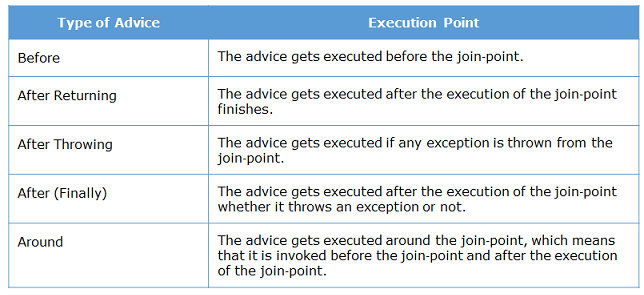 Type of Advice Execution Point
Before The advice gets executed before the join-point.
After Returning The advice gets executed after the execution of the join-point
finishes.
After Throwing The advice gets executed if any exception is thrown from the
join-point.
After (Finally) The advice gets executed after the execution of the join-point
whether it throws an exception or not.
Around The advice gets executed around the join-point, which means
that it is invoked before the join-point and after the execution
of the join-point.